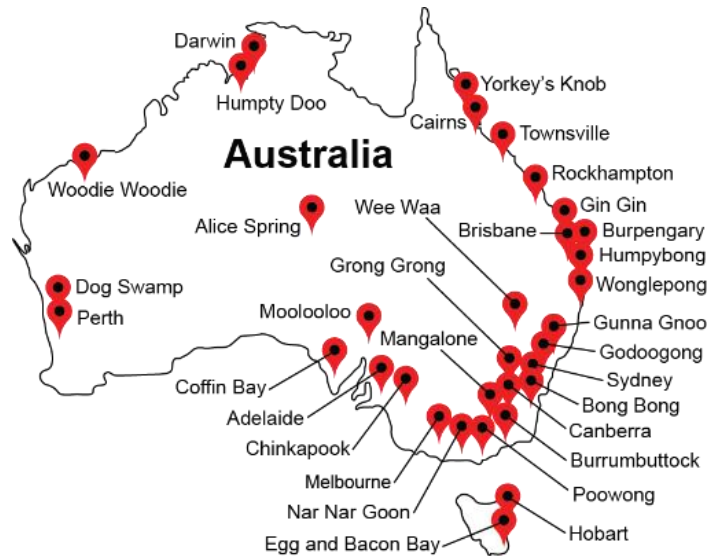 Darwin
Humpty Doo
Yorkey's Knob
Cairns
Townsville
Australia
Woodie Woodie
Rockhampton
Wee Waa
Gin Gin
Alice Spring
Brisbane
Burpengary
Humpybong
Grong Grong
Dog Swamp
Wonglepong
Moolooloo
Perth
Gunna Gnoo
Mangalone
Godoogong
Sydney
Coffin Bay
Bong Bong
Adelaide
Canberra
Chinkapook
Burrumbuttock
Melbourne
Poowong
Nar Nar Goon
Hobart
Egg and Bacon Bay